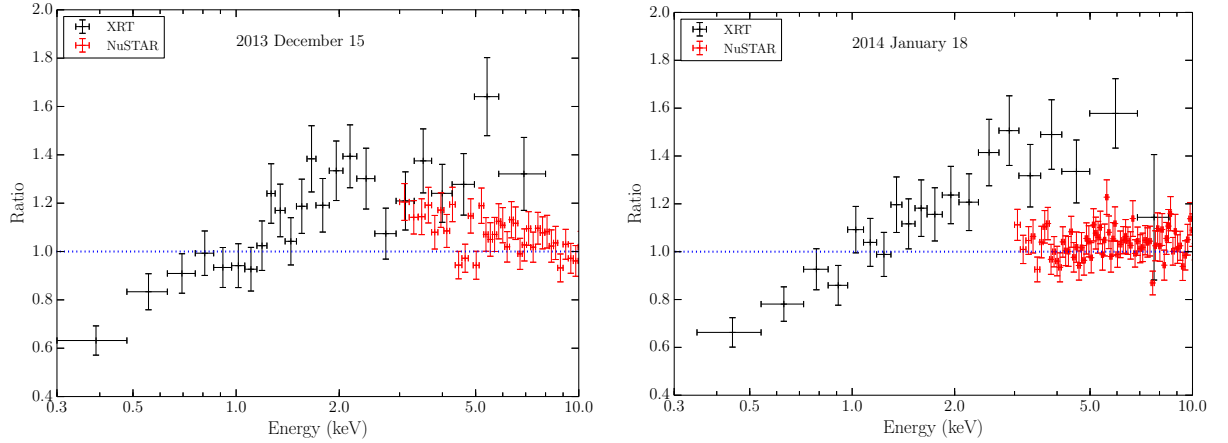 2.0
XRT
NuSTAR
2013 December 15
1.8
1.6
1.4
1.2
1.0
0.8
0.6
0.4
Ratio
0.3 0.5 1.0 2.0 5.0 10.0
Energy (keV)
2.0
XRT
NuSTAR
2014 January 18
1.8
1.6
1.4
1.2
1.0
0.8
0.6
0.4
Ratio
0.3 0.5 1.0 2.0 5.0 10.0
Energy (keV)